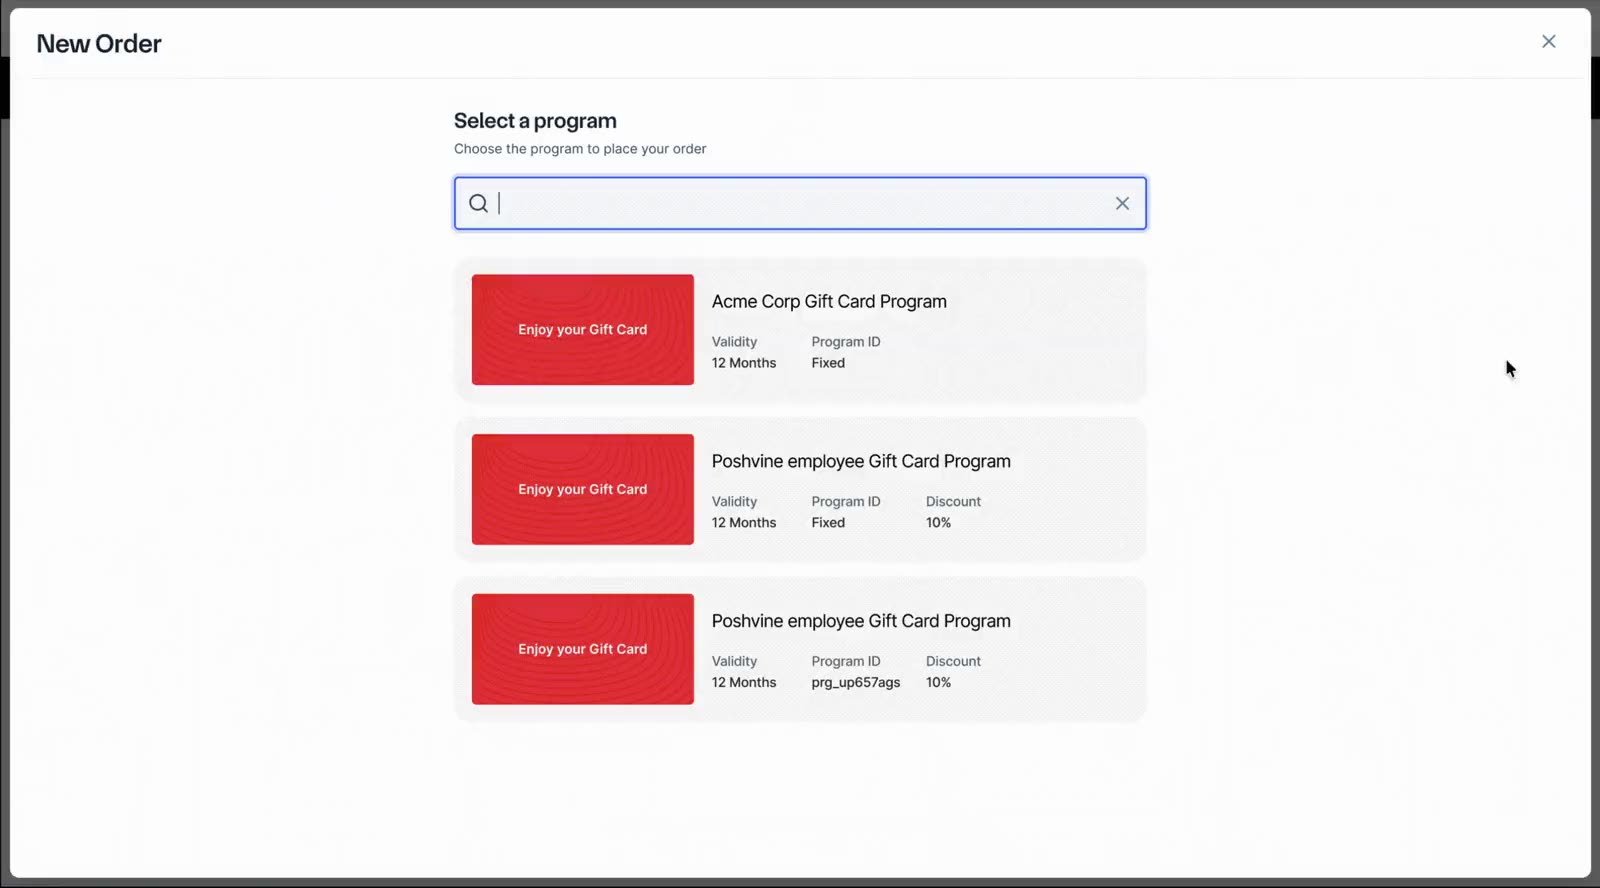 New Order
Select a program
Choose the program to place your order
Enjoy your Gift Card
Acme Corp Gift Card Program
Validity Program ID
12 Months Fixed
Enjoy your Gift Card
Poshvine employee Gift Card Program
Validity Program ID Discount
12 Months Fixed 10%
Enjoy your Gift Card
Poshvine employee Gift Card Program
Validity Program ID Discount
12 Months prg_up657ags 10%